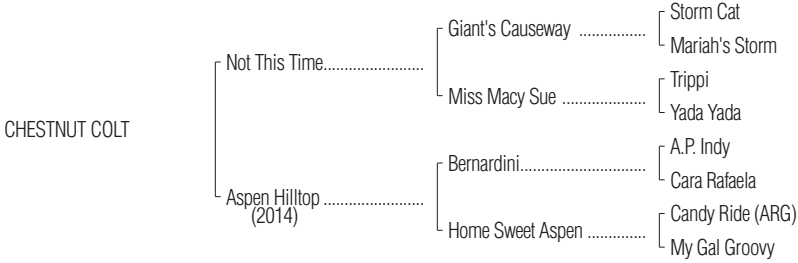 Storm Cat
Giant's Causeway ................
Mariah's Storm
Not This Time........................
Trippi
Miss Macy Sue ....................
Yada Yada
CHESTNUT COLT
A.P. Indy
Bernardini..............................
Cara Rafaela
Aspen Hilltop ........................
(2014)
Candy Ride (ARG)
Home Sweet Aspen ..............
My Gal Groovy